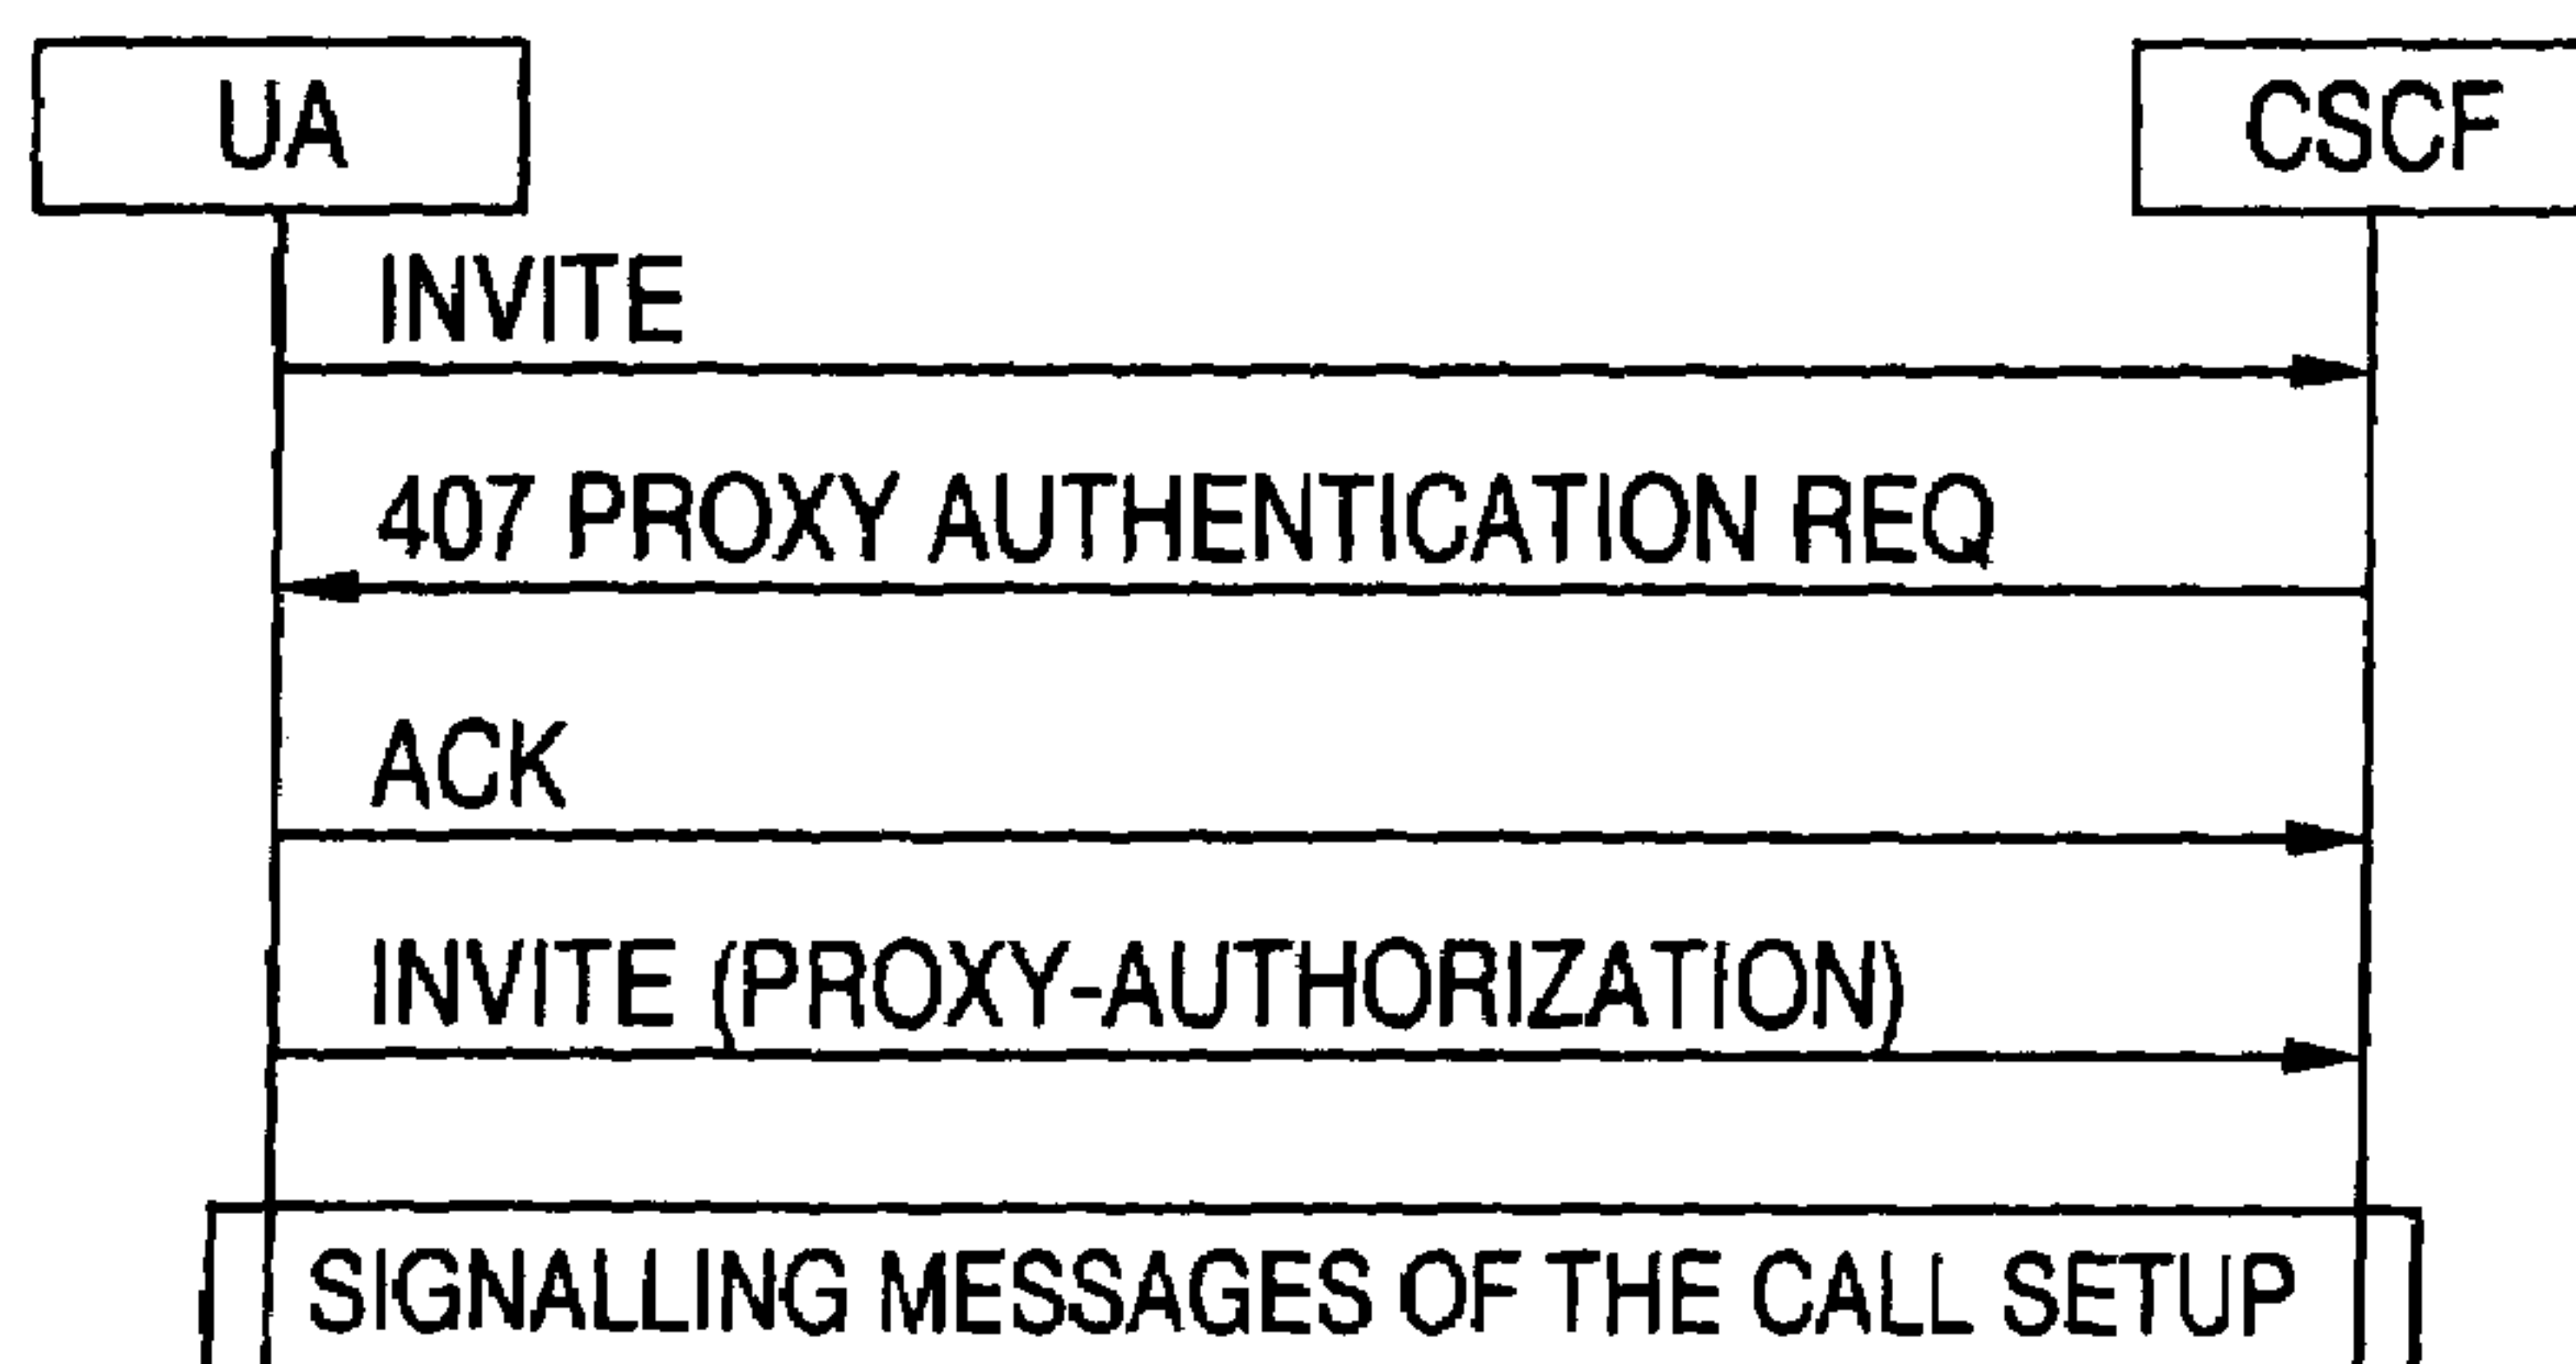 UA
CSCF
INVITE
407 PROXY AUTHENTICATION REQ
ACK
INVITE (PROXY-AUTHORIZATION)
SIGNALLING MESSAGES OF THE CALL SETUP